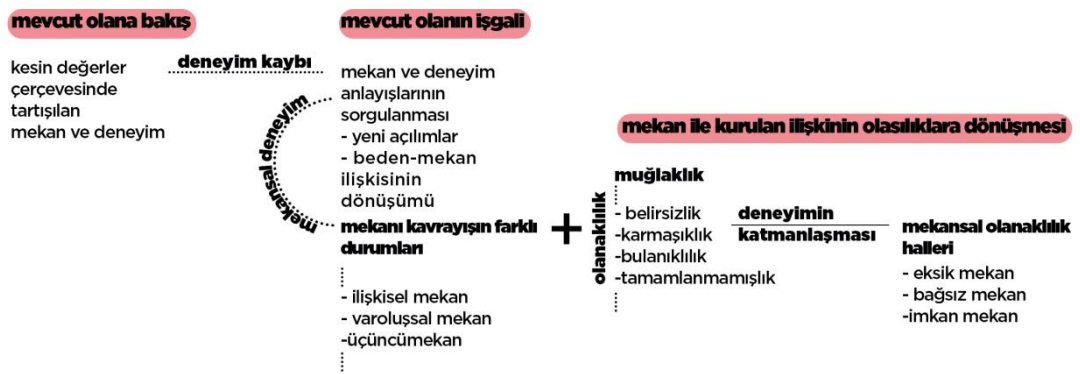 mevcut olana bakış
kesin değerler
çerçevesinde
tartışılan
mekan ve deneyim
deneyim kaybı
mekansal deneyim
mevcut olanın işgali
mekan ve deneyim
anlayışlarının
sorgulanması
- yeni açılımlar
- beden-mekan
ilişkisinin
dönüşümü
mekanı kavrayışın farklı
durumları
- ilişkisel mekan
- varoluşsal mekan
-üçüncümekan
+
mekan ile kurulan ilişkinin olasılıklara dönüşmesi
olanaklılık
muğlaklık
- belirsizlik
-karmaşıklık
-bulanıklılık
-tamamlanmamışlık
deneyimin
katmanlaşması
mekansal olanaklılık
halleri
- eksik mekan
- bağsız mekan
-imkan mekan